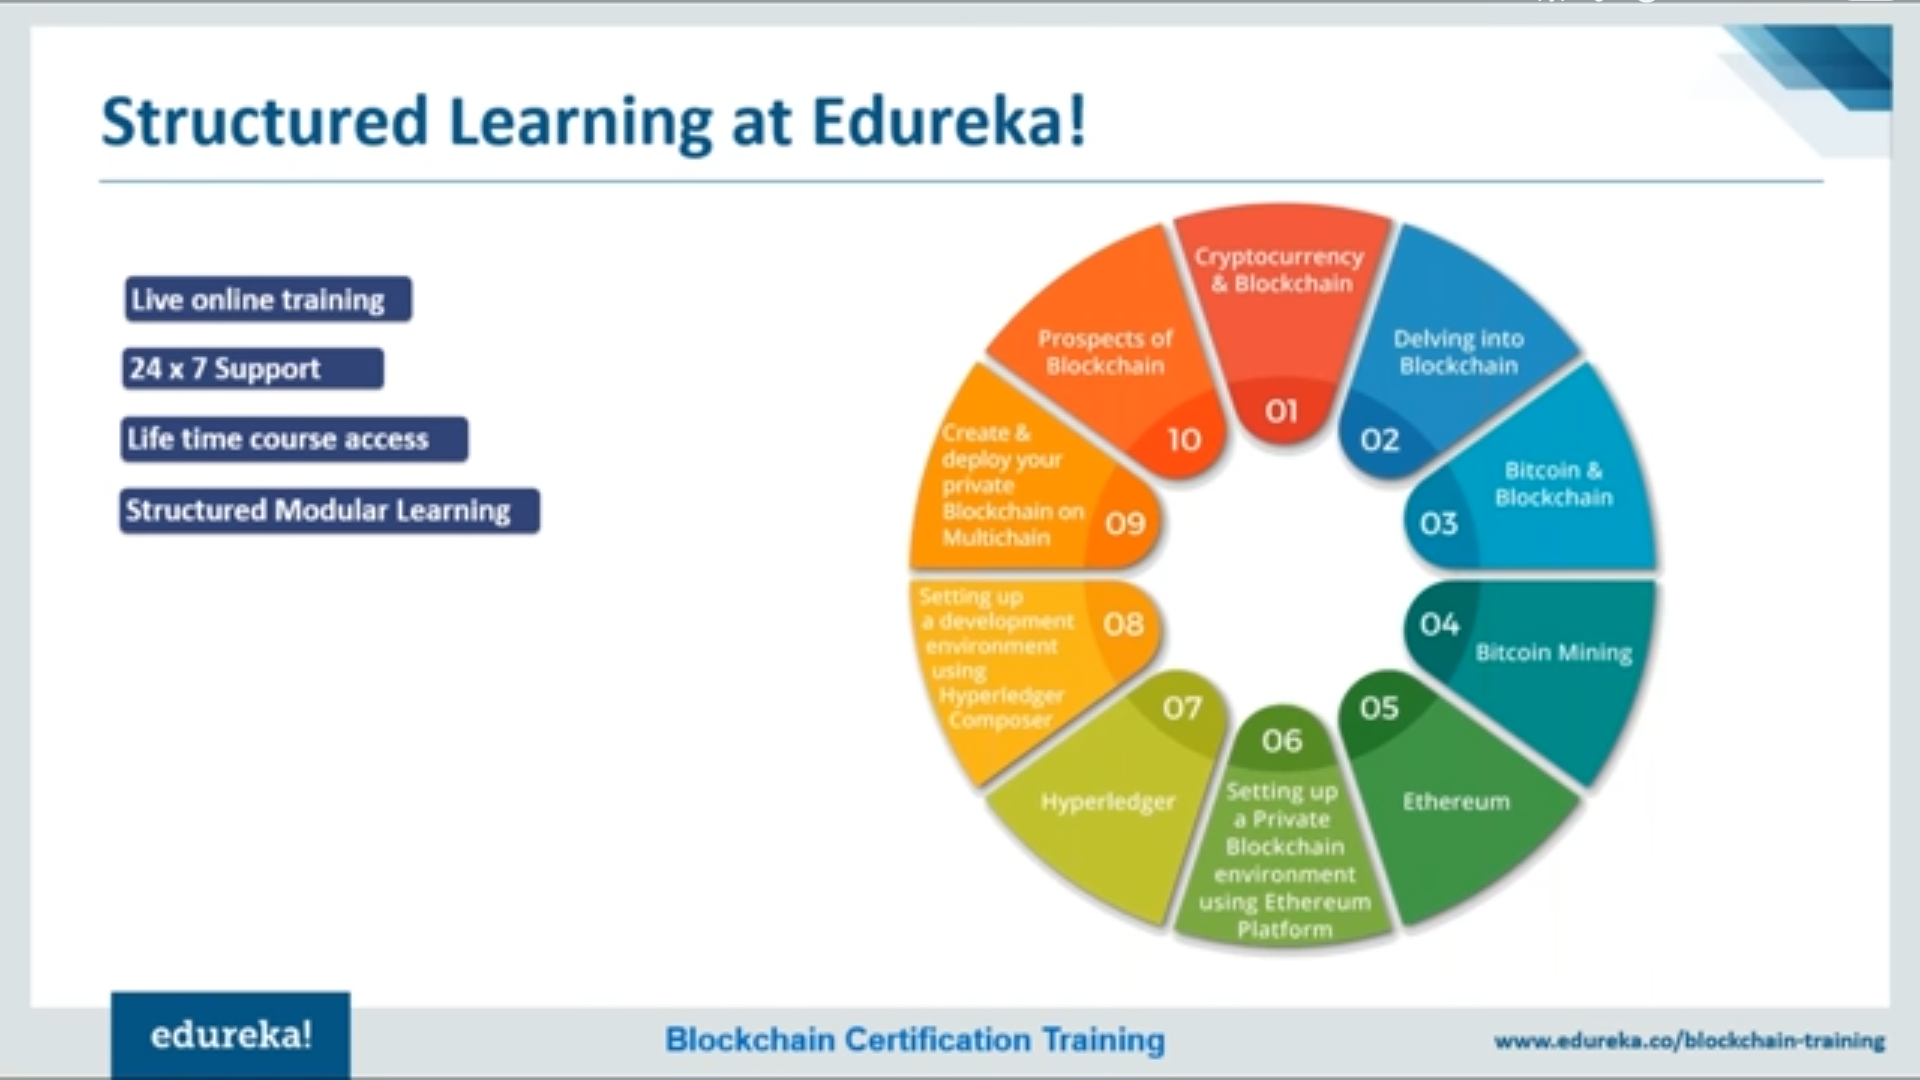 Structured Learning at Edureka!
Live online training
24 x 7 Support
Life time course access
Structured Modular Learning
Cryptocurrency
& Blockchain
01
Delving into
Blockchain
02
Bitcoin &
Blockchain
03
04
Bitcoin Mining
05
Ethereum
06
Setting up
a Private
Blockchain
environment
using Ethereum
Platform
07
Hyperledger
08
Setting up
a development
environment
using
Hyperledger
Composer
09
Create &
deploy your
private
Blockchain on
Multichain
10
Prospects of
Blockchain
edureka!
Blockchain Certification Training
www.edureka.co/blockchain-training